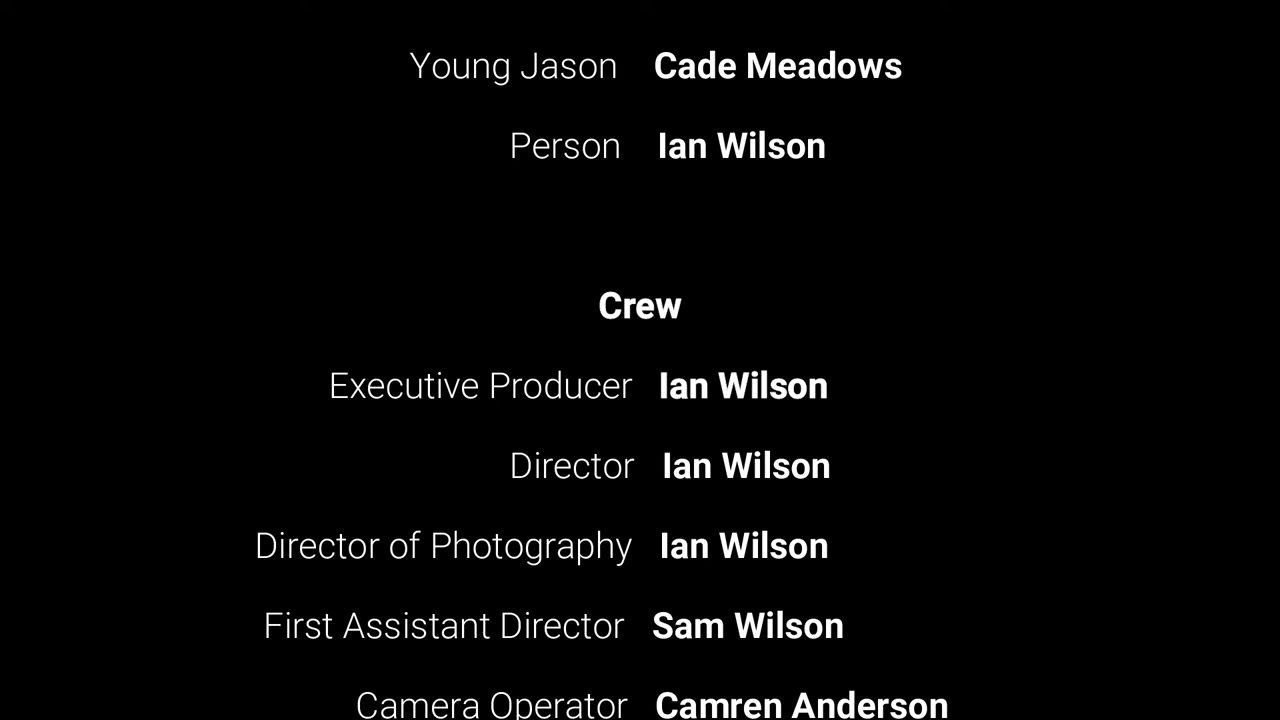 Young Jason Cade Meadows
Person Ian Wilson
Crew
Executive Producer Ian Wilson
Director Ian Wilson
Director of Photography Ian Wilson
First Assistant Director Sam Wilson
Camera Operator Camren Anderson